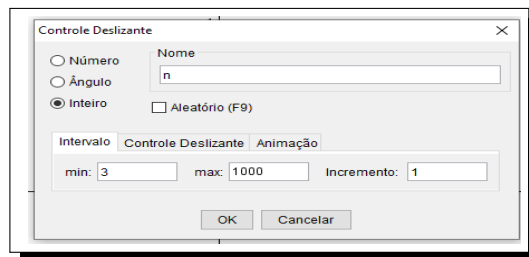 Controle Deslizante
Número
Nome
n
Ângulo
Inteiro
Aleatório (F9)
Intervalo Controle Deslizante Animação
min: 3 max: 1000 Incremento: 1
OK Cancelar